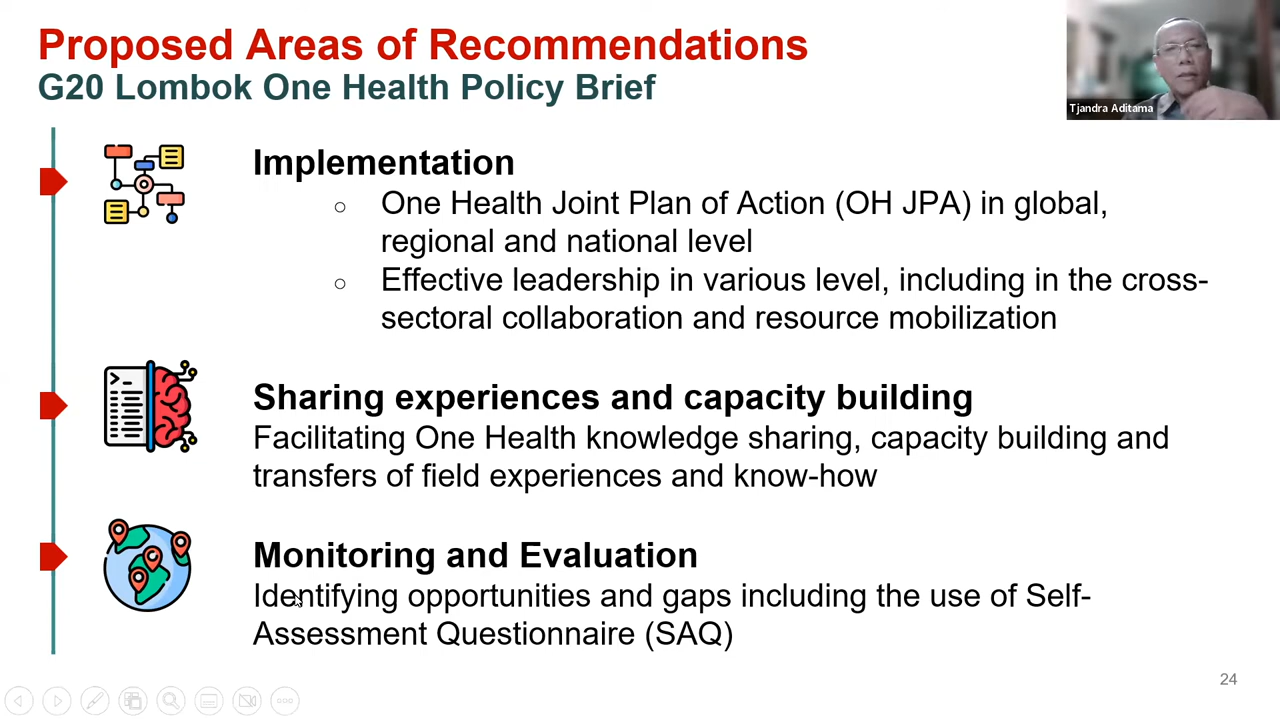 Proposed Areas of Recommendations
G20 Lombok One Health Policy Brief
Tjandra Aditama
Implementation
○ One Health Joint Plan of Action (OH JPA) in global,
regional and national level
○ Effective leadership in various level, including in the cross-
sectoral collaboration and resource mobilization
Sharing experiences and capacity building
Facilitating One Health knowledge sharing, capacity building and
transfers of field experiences and know-how
Monitoring and Evaluation
Identifying opportunities and gaps including the use of Self-
Assessment Questionnaire (SAQ)
24